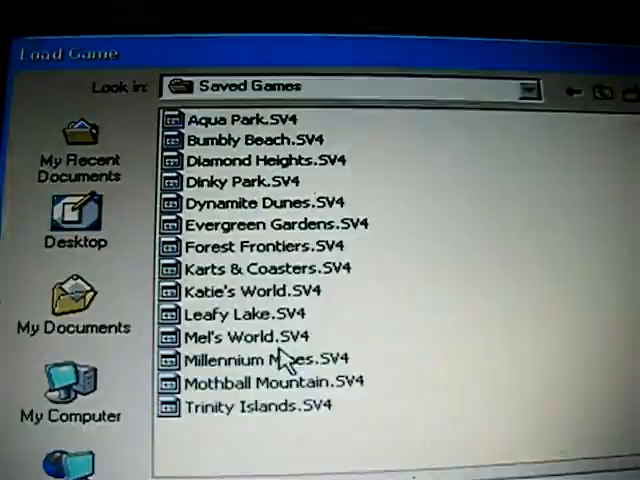 Load Game
Look in: Saved Games
My Recent
Documents
Desktop
My Documents
My Computer
Aqua Park.SV4
Bumbly Beach.SV4
Diamond Heights.SV4
Dinky Park.SV4
Dynamite Dunes.SV4
Evergreen Gardens.SV4
Forest Frontiers.SV4
Karts & Coasters.SV4
Katie's World.SV4
Leafy Lake.SV4
Mel's World.SV4
Millennium Mines.SV4
Mothball Mountain.SV4
Trinity Islands.SV4